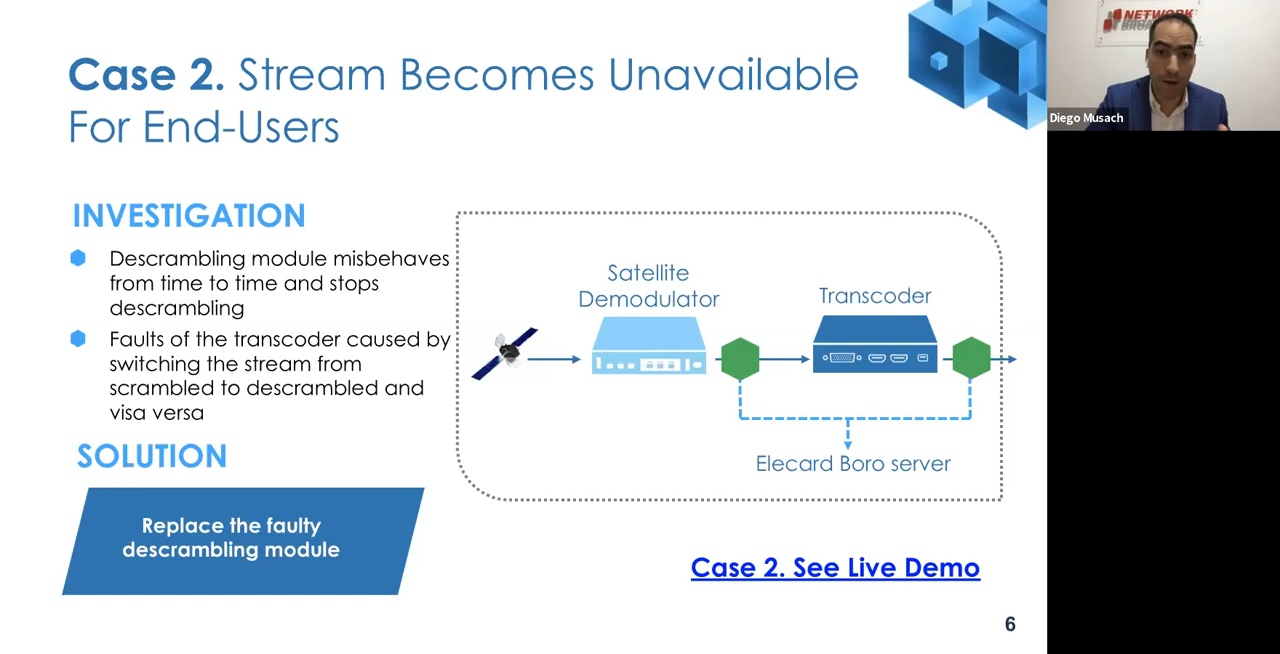 Case 2. Stream Becomes Unavailable
For End-Users
NETWORK
BROAD
Diego Musach
INVESTIGATION
Descrambling module misbehaves
from time to time and stops
descrambling
Faults of the transcoder caused by
switching the stream from
scrambled to descrambled and
visa versa
SOLUTION
Replace the faulty
descrambling module
Satellite
Demodulator
Transcoder
Elecard Boro server
Case 2. See Live Demo
6